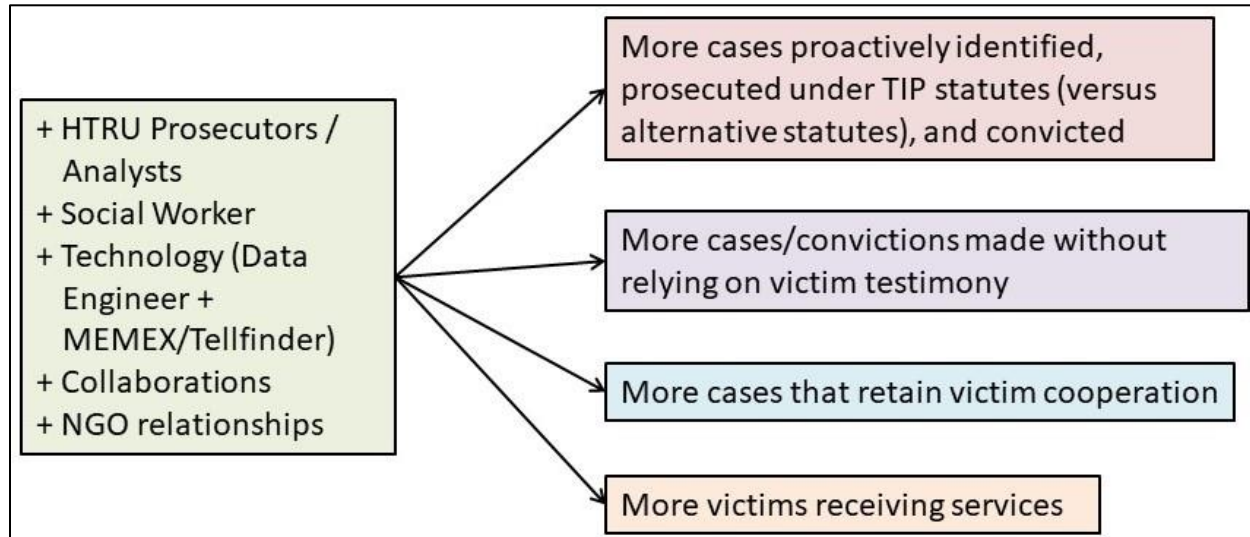 + HTRU Prosecutors /
Analysts
+ Social Worker
+ Technology (Data
Engineer +
MEMEX/Tellfinder)
+ Collaborations
+ NGO relationships
More cases proactively identified,
prosecuted under TIP statutes (versus
alternative statutes), and convicted
More cases/convictions made without
relying on victim testimony
More cases that retain victim cooperation
More victims receiving services